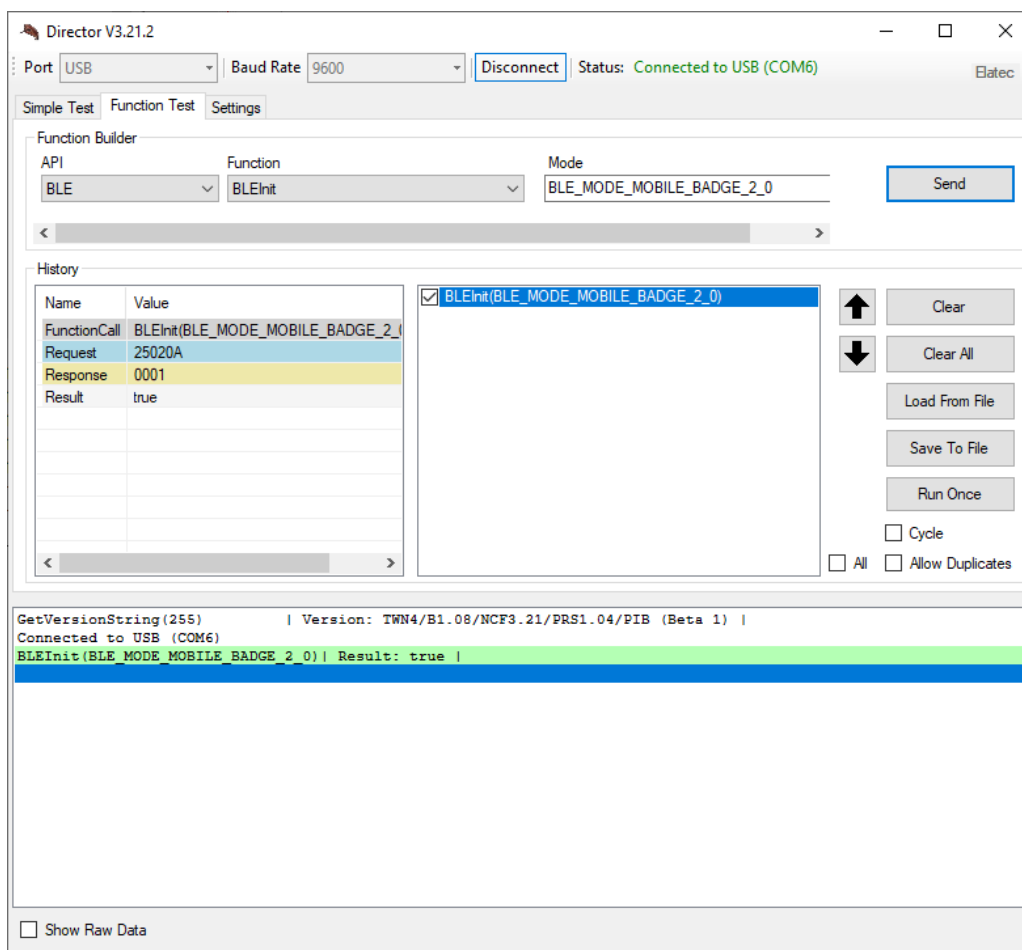 Director V3.21.2
Port USB Baud Rate 9600 Disconnect Status: Connected to USB (COM6) Elatec
Simple Test Function Test Settings
Function Builder
API Function Mode
BLE BLEInit BLE_MODE_MOBILE_BADGE_2_0 Send
History
Name Value
FunctionCall BLEInit(BLE_MODE_MOBILE_BADGE_2_(
Request 25020A
Response 0001
Result true
BLEInit(BLE_MODE_MOBILE_BADGE_2_0)
Clear
Clear All
Load From File
Save To File
Run Once
Cycle
All Allow Duplicates
GetVersionString(255) | Version: TWN4/B1.08/NCF3.21/PRS1.04/PIB (Beta 1) |
Connected to USB (COM6)
BLEInit(BLE_MODE_MOBILE_BADGE_2_0)| Result: true |
Show Raw Data